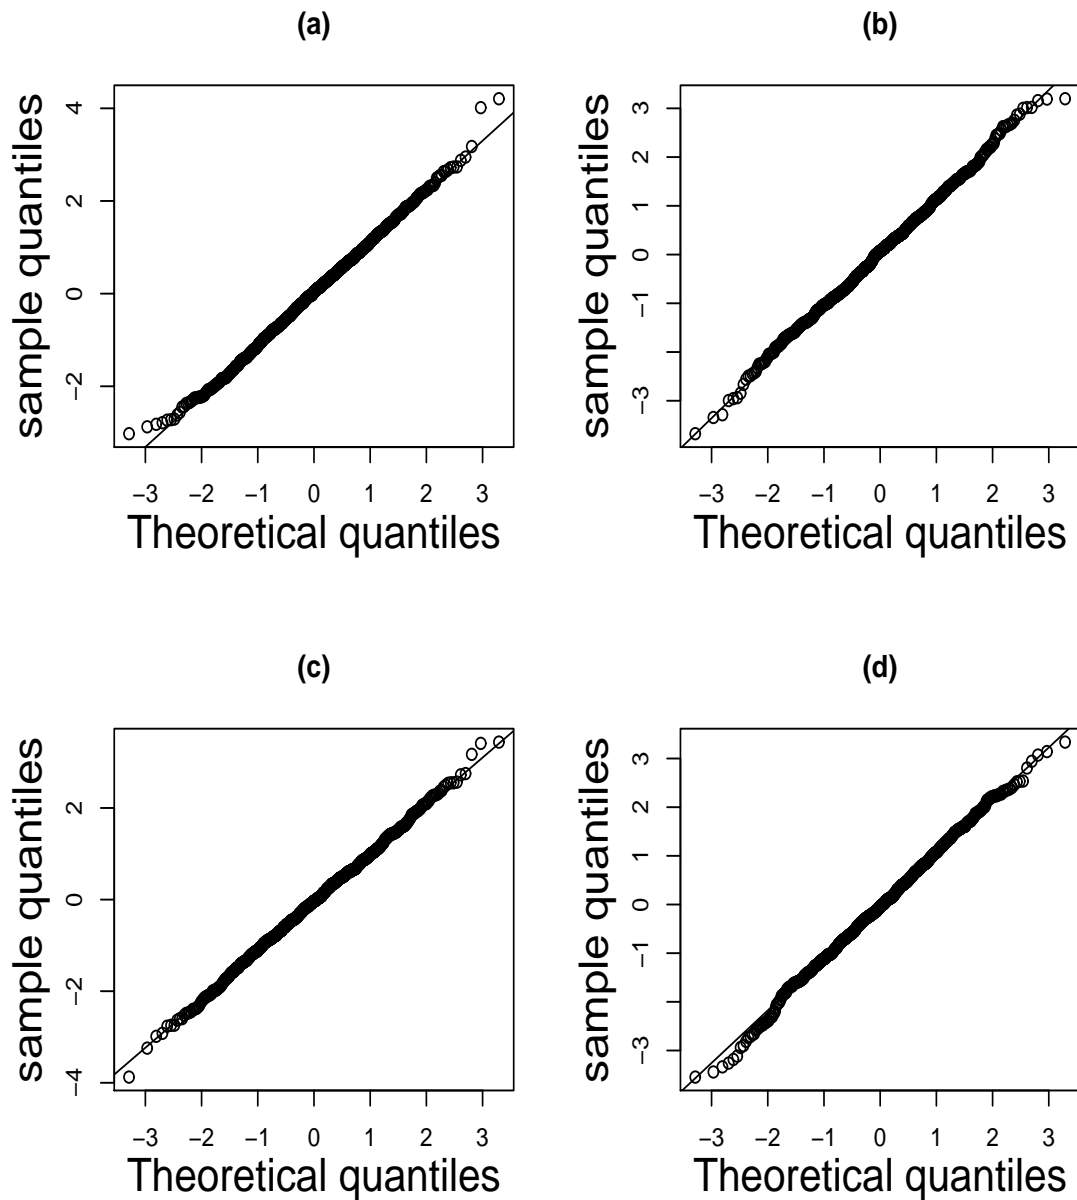 (a)
sample quantiles
4
2
0
−2
−3 −2 −1 0 1 2 3
Theoretical quantiles
(b)
sample quantiles
3
2
1
0
−1
−3
−3 −2 −1 0 1 2 3
Theoretical quantiles
(c)
sample quantiles
2
0
−2
−4
−3 −2 −1 0 1 2 3
Theoretical quantiles
(d)
sample quantiles
3
2
1
0
−1
−3
−3 −2 −1 0 1 2 3
Theoretical quantiles